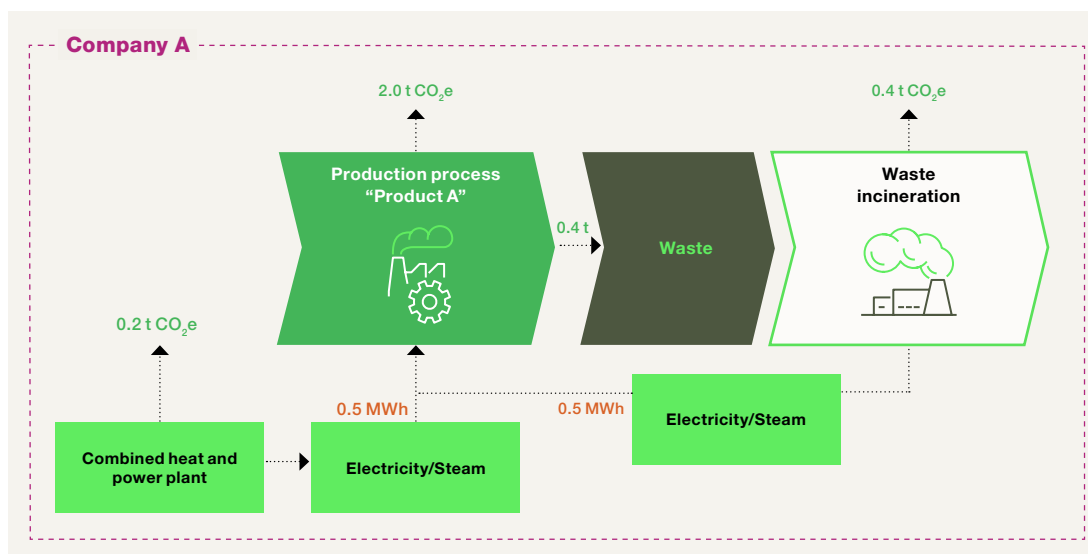 Company A
2.0 t CO₂e
0.4 t CO₂e
Production process
“Product A”
Waste
incineration
0.4 t
Waste
0.2 t CO₂e
0.5 MWh
0.5 MWh
Electricity/Steam
Combined heat and
power plant
Electricity/Steam